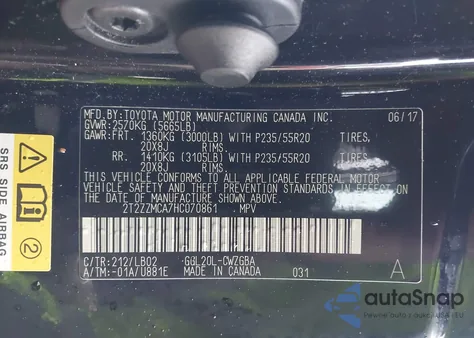 MFD.BY:TOYOTA MOTOR MANUFACTURING CANADA INC. 06/17
GVWR:2570KG (5665LB)
GAWR:FRT. 1360KG (3000LB) WITH P235/55R20 TIRES,
20X8J RIMS,
RR. 1410KG (3105LB) WITH P235/55R20 TIRES,
20X8J RIMS.
THIS VEHICLE CONFORMS TO ALL APPLICABLE FEDERAL MOTOR
VEHICLE SAFETY AND BUMPER STANDARDS IN EFFECT ON
THE DATE OF MANUFACTURE SHOWN ABOVE.
2T2ZZMCA7HC070861 MPV
C/TR:212/LB02 GGL20L-CWZGBA
A/TM:-01A/U881E MADE IN CANADA 031 A
SRS SIDE AIRBAG
2
autoSnap